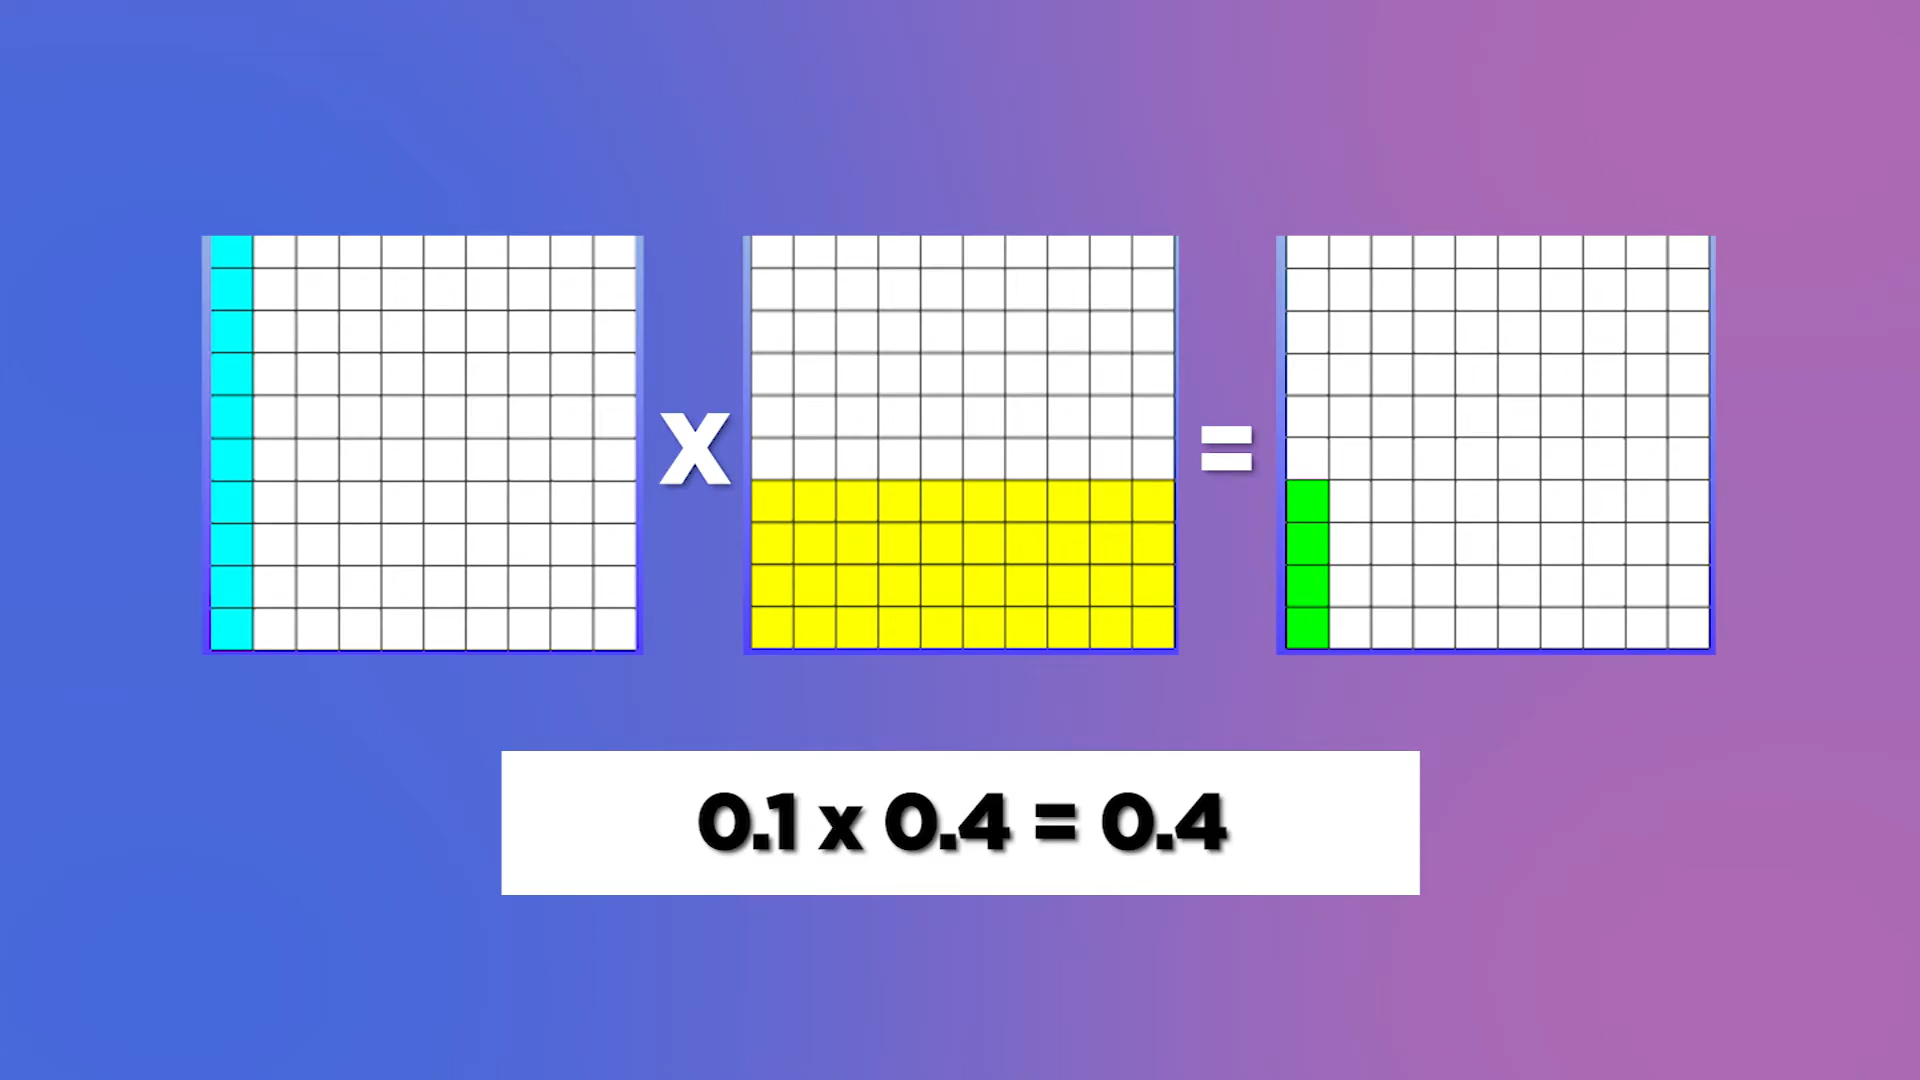 x =
0.1 x 0.4 = 0.4